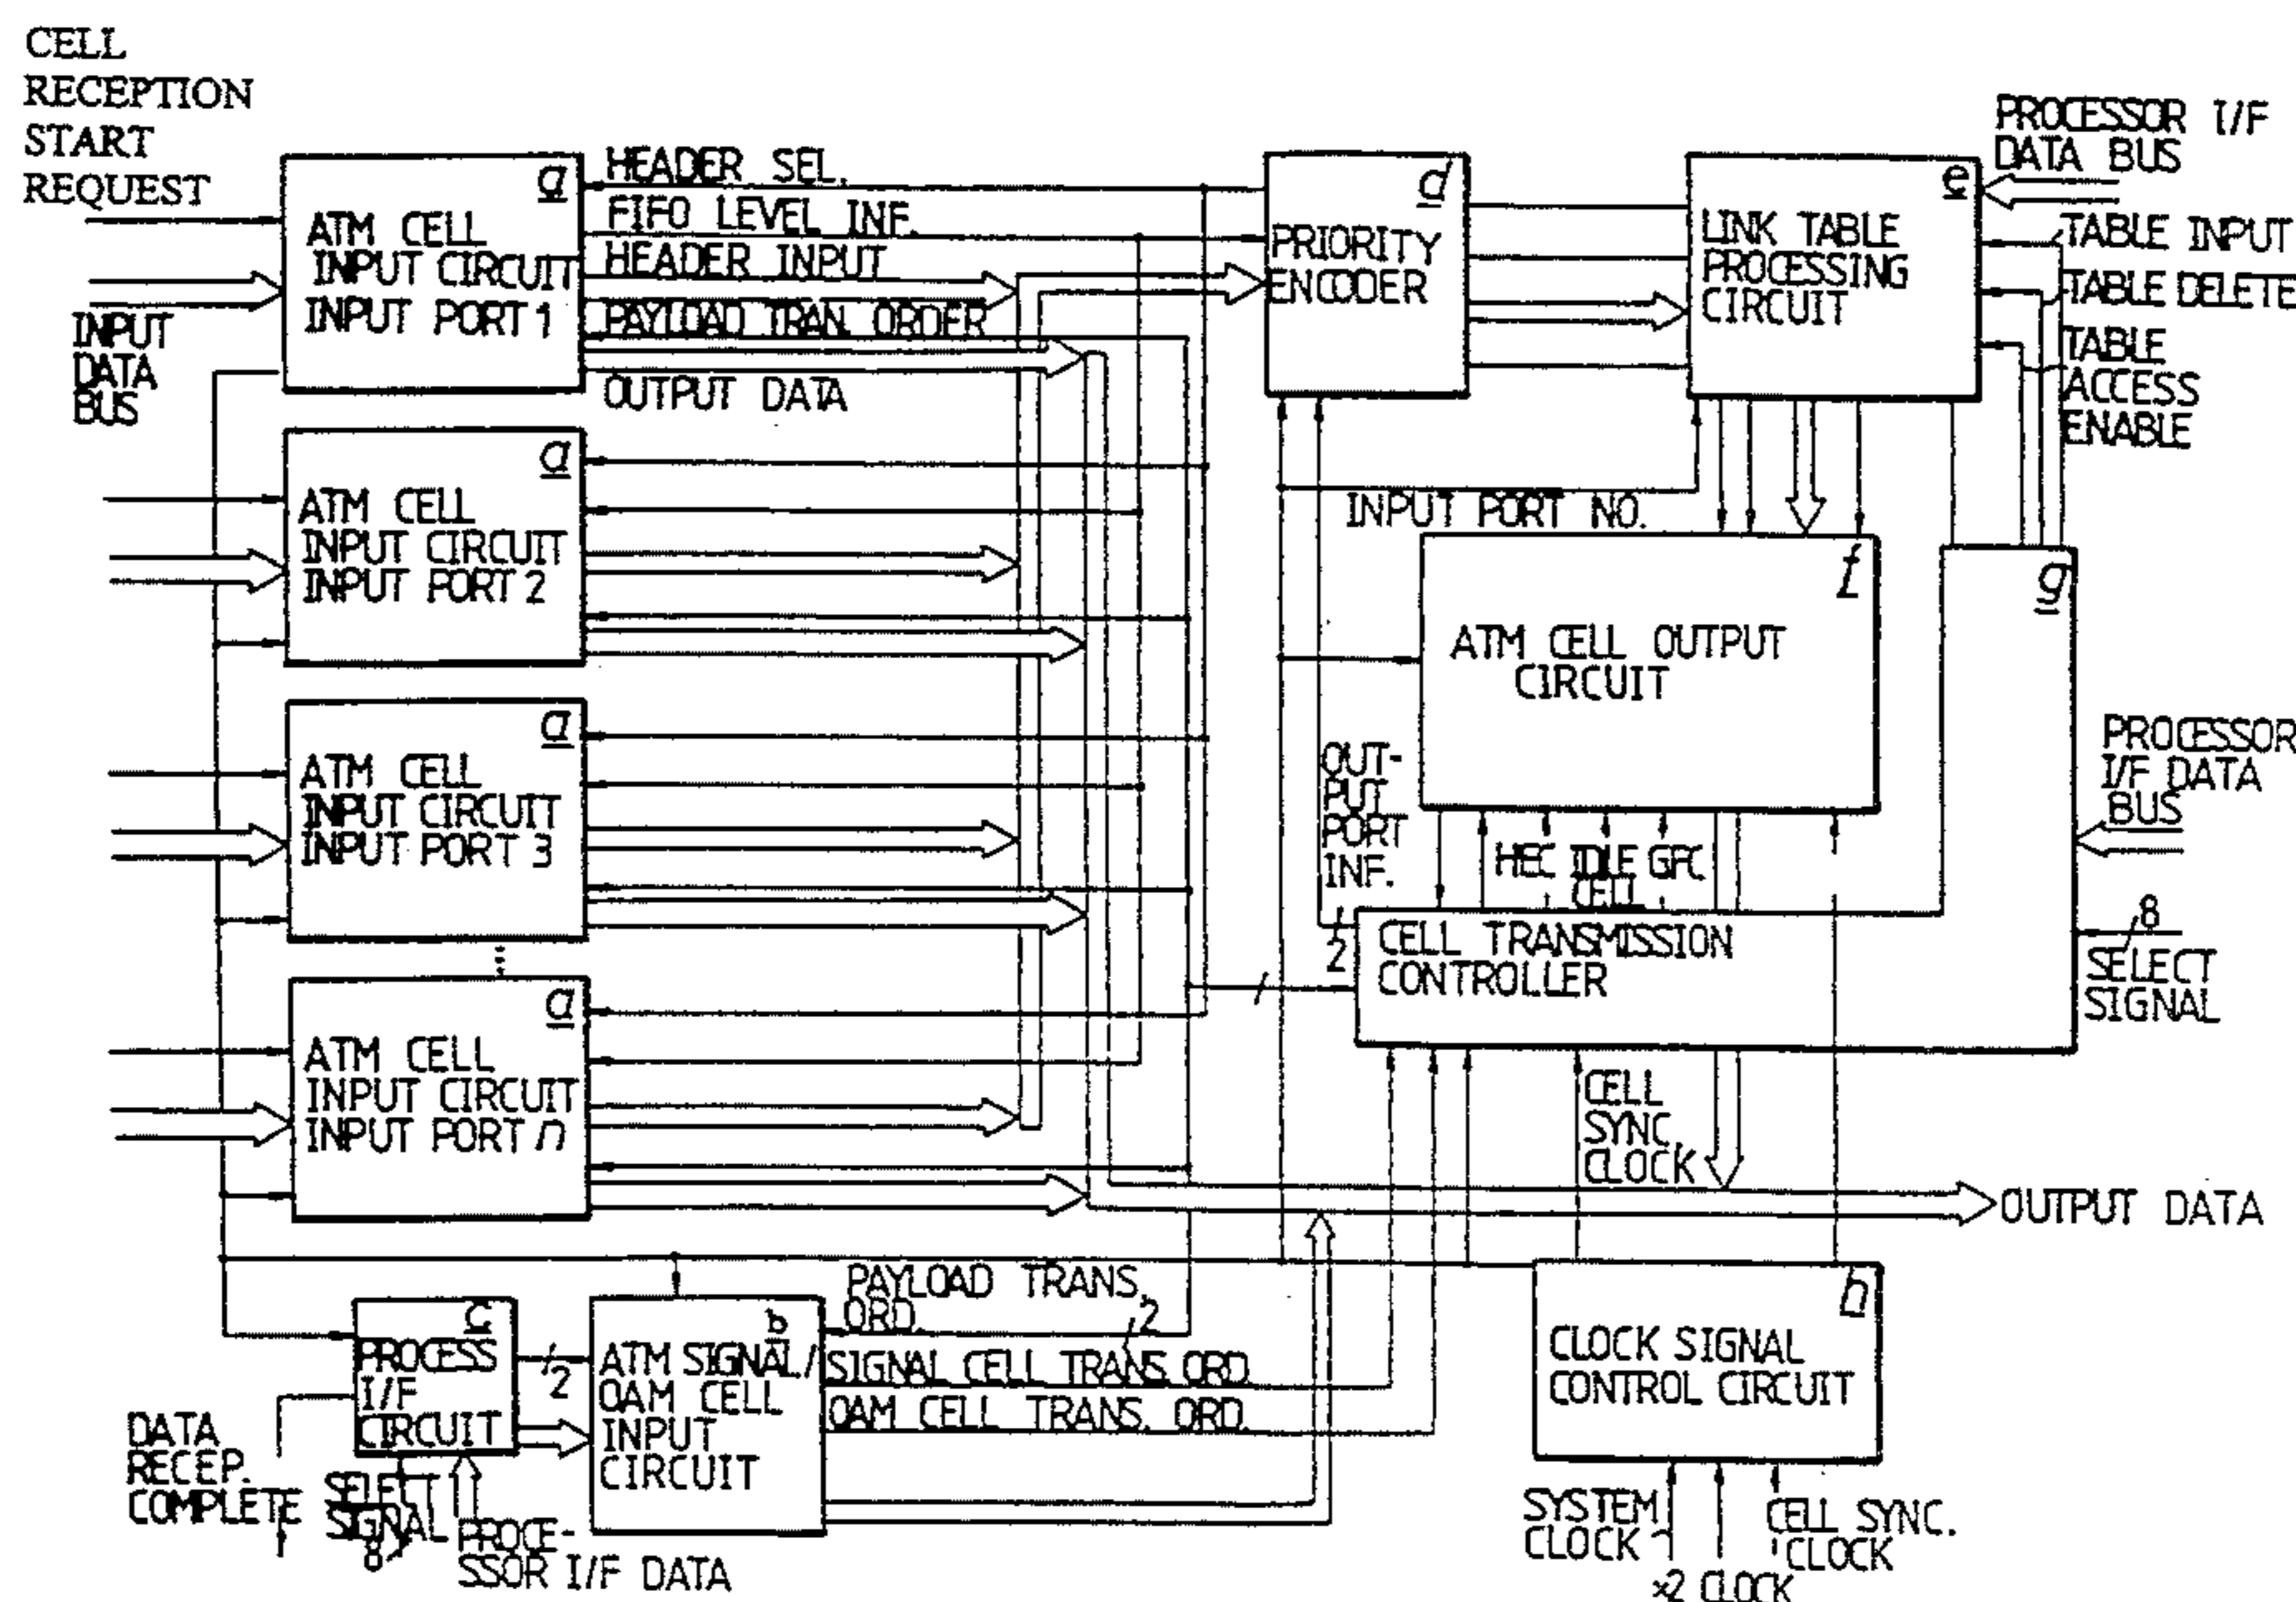 CELL
RECEPTION
START
REQUEST
INPUT
DATA
BUS
a
ATM CELL
INPUT CIRCUIT
INPUT PORT 1
HEADER SEL.
FIFO LEVEL INF.
HEADER INPUT
PAYLOAD TRAN. ORDER
OUTPUT DATA
a
ATM CELL
INPUT CIRCUIT
INPUT PORT 2
a
ATM CELL
INPUT CIRCUIT
INPUT PORT 3
a
ATM CELL
INPUT CIRCUIT
INPUT PORT n
d
PRIORITY
ENCODER
e
LINK TABLE
PROCESSING
CIRCUIT
PROCESSOR I/F
DATA BUS
TABLE INPUT
TABLE DELETE
TABLE
ACCESS
ENABLE
INPUT PORT NO.
f
ATM CELL OUTPUT
CIRCUIT
g
OUT-
PUT
PORT
INF.
2
HEC IDLE GFC
CELL
CELL TRANSMISSION
CONTROLLER
PROCESSOR
I/F DATA
BUS
8
SELECT
SIGNAL
CELL
SYNC.
CLOCK
OUTPUT DATA
c
PROCESS
I/F
CIRCUIT
2
DATA
RECEP.
COMPLETE
SELECT
SIGNAL
8
PROCE-
SSOR I/F DATA
b
ATM SIGNAL/
OAM CELL
INPUT
CIRCUIT
PAYLOAD TRANS.
ORD.
2
SIGNAL CELL TRANS. ORD.
OAM CELL TRANS. ORD.
h
CLOCK SIGNAL
CONTROL CIRCUIT
SYSTEM
CLOCK
x2 CLOCK
CELL SYNC.
CLOCK